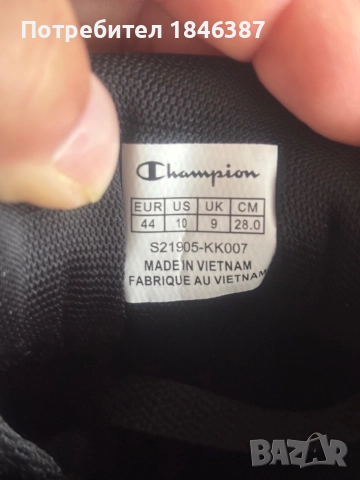 Потребител 1846387
Champion
EUR US UK CM
44 10 9 28.0
S21905-KK007
MADE IN VIETNAM
FABRIQUE AU VIETNAM
BAZAR